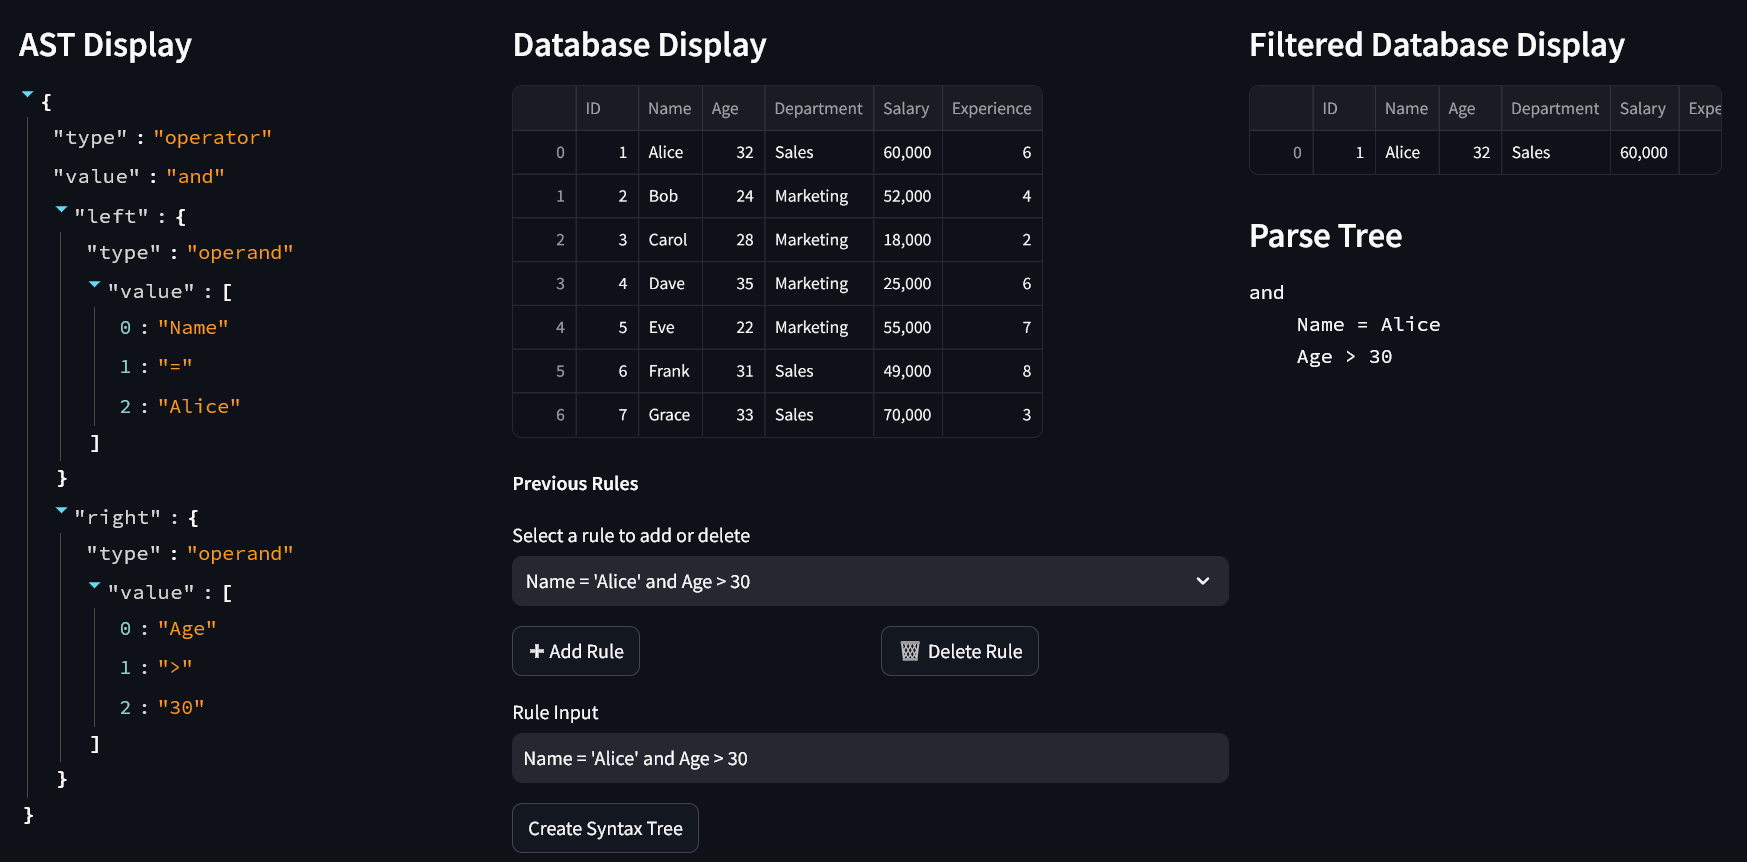 AST Display
{
"type" : "operator"
"value" : "and"
"left" : {
"type" : "operand"
"value" : [
0 : "Name"
1 : "="
2 : "Alice"
]
}
"right" : {
"type" : "operand"
"value" : [
0 : "Age"
1 : ">"
2 : "30"
]
}
}
Database Display
ID Name Age Department Salary Experience
0 1 Alice 32 Sales 60,000 6
1 2 Bob 24 Marketing 52,000 4
2 3 Carol 28 Marketing 18,000 2
3 4 Dave 35 Marketing 25,000 6
4 5 Eve 22 Marketing 55,000 7
5 6 Frank 31 Sales 49,000 8
6 7 Grace 33 Sales 70,000 3
Previous Rules
Select a rule to add or delete
Name = 'Alice' and Age > 30
+ Add Rule
Delete Rule
Rule Input
Name = 'Alice' and Age > 30
Create Syntax Tree
Filtered Database Display
ID Name Age Department Salary Expe
0 1 Alice 32 Sales 60,000
Parse Tree
and
Name = Alice
Age > 30